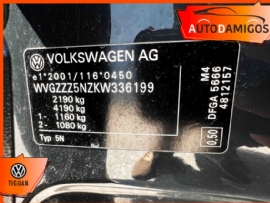 AUTODAMIGOS
VOLKSWAGEN AG
e1*2001/116*0450
WVGZZZ5NZKW336199
2190 kg
4190 kg
1- 1160 kg
2- 1080 kg
Typ 5N
0,50
DFGA 5666
4812157
M4
TIGUAN